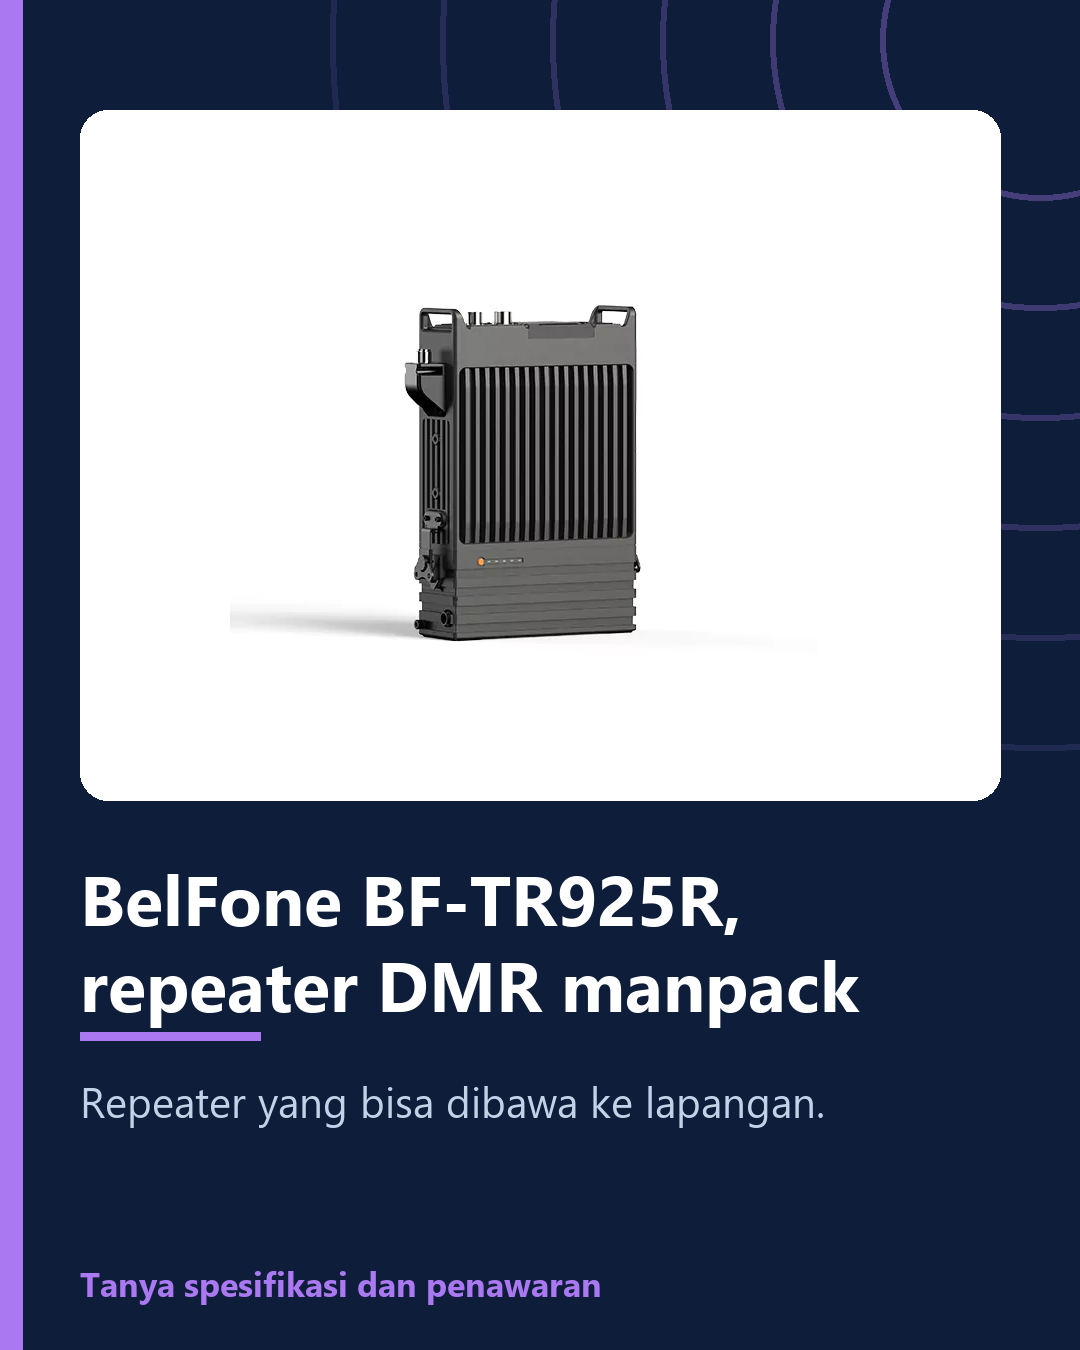 BelFone BF-TR925R,
repeater DMR manpack
Repeater yang bisa dibawa ke lapangan.
Tanya spesifikasi dan penawaran